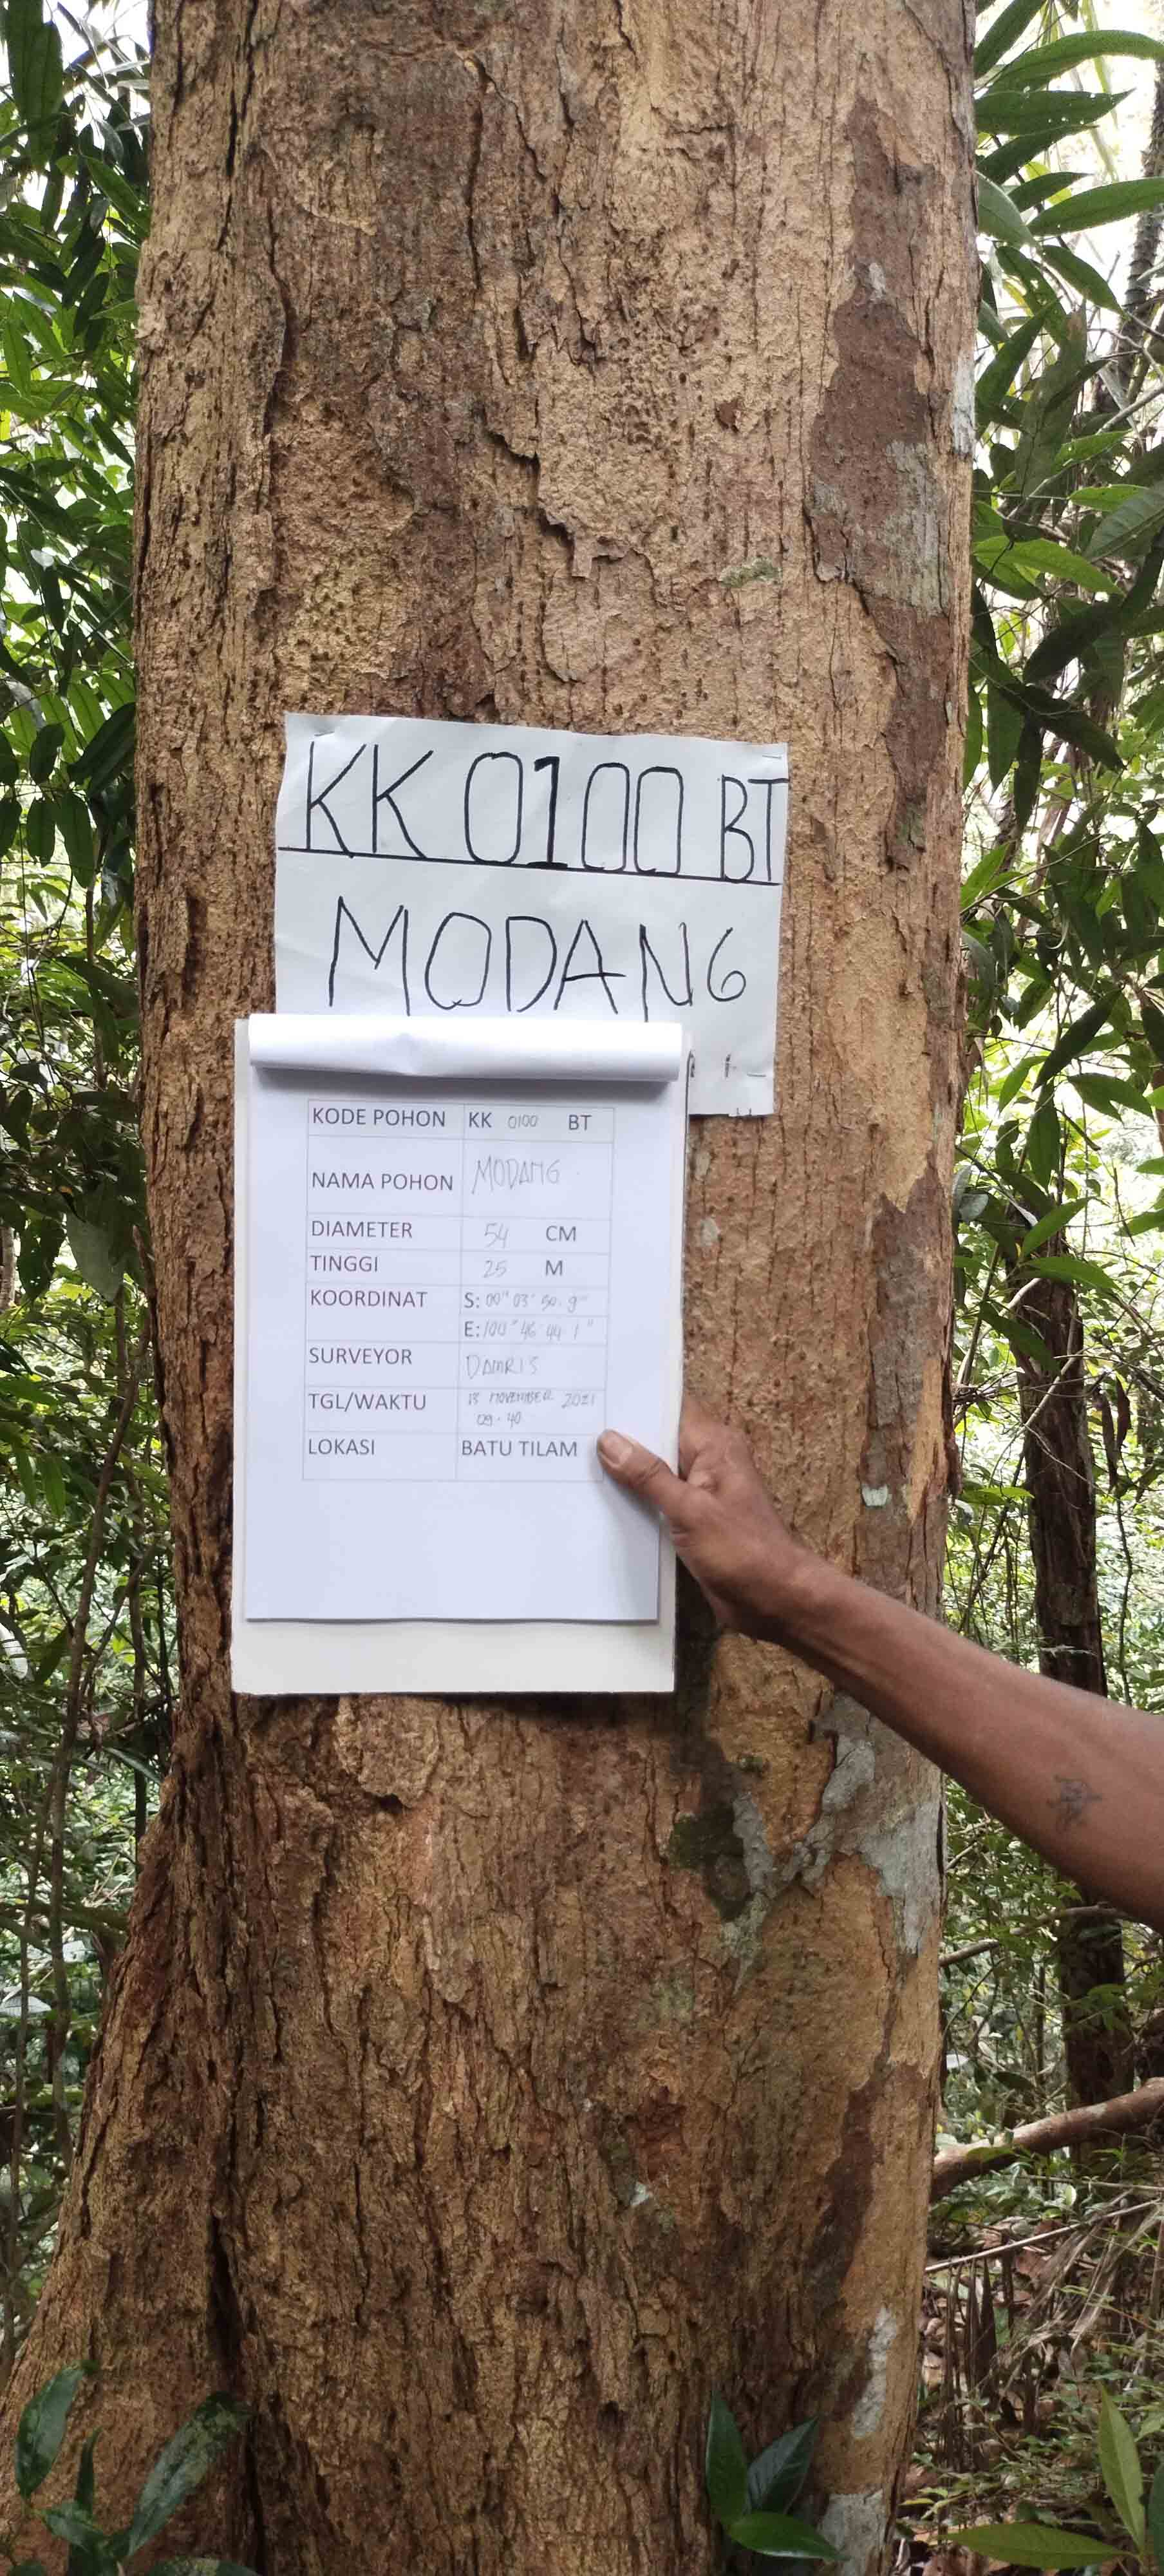 KK 0100 BT
MODANG
KODE POHON KK 0100 BT
NAMA POHON MODANG
DIAMETER 54 CM
TINGGI 25 M
KOORDINAT S: 00° 03' 50.9"
E: 100° 46' 44.1"
SURVEYOR DAMRIS
TGL/WAKTU NOVEMBER 2021
09.40
LOKASI BATU TILAM